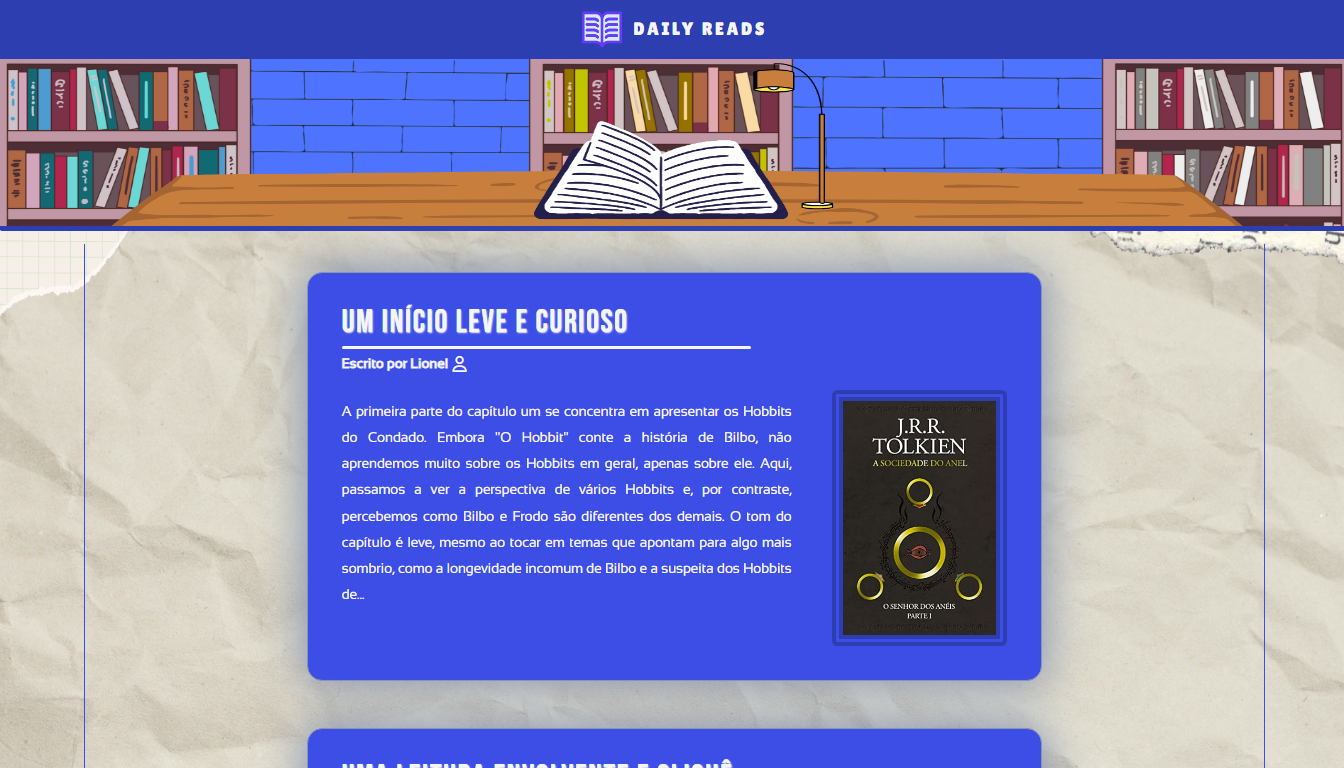 DAILY READS
UM INÍCIO LEVE E CURIOSO
Escrito por Lionel
A primeira parte do capítulo um se concentra em apresentar os Hobbits
do Condado. Embora "O Hobbit" conte a história de Bilbo, não
aprendemos muito sobre os Hobbits em geral, apenas sobre ele. Aqui,
passamos a ver a perspectiva de vários Hobbits e, por contraste,
percebemos como Bilbo e Frodo são diferentes dos demais. O tom do
capítulo é leve, mesmo ao tocar em temas que apontam para algo mais
sombrio, como a longevidade incomum de Bilbo e a suspeita dos Hobbits
de...
J.R.R.
TOLKIEN
A SOCIEDADE DO ANEL
O SENHOR DOS ANÉIS
PARTE I
UMA LEITURA ENVOLVENTE E CLICHÊ